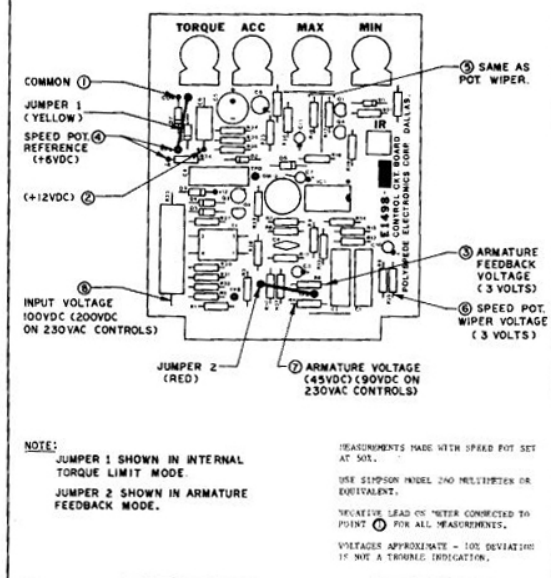 TORQUE ACC MAX MIN
COMMON ①
JUMPER 1
(YELLOW)
SPEED POT. ④
REFERENCE
(+6VDC)
(+12VDC) ②
⑤ SAME AS
POT. WIPER.
IR
E1498-
CONTROL CKT. BOARD
POLYSPEDE ELECTRONICS CORP. DALLAS.
③ ARMATURE
FEEDBACK
VOLTAGE
(3 VOLTS)
⑥ SPEED POT.
WIPER VOLTAGE
(3 VOLTS)
⑧
INPUT VOLTAGE
100VDC (200VDC
ON 230VAC CONTROLS)
JUMPER 2
(RED)
⑦ ARMATURE VOLTAGE
(45VDC)(90VDC ON
230VAC CONTROLS)
NOTE:
JUMPER 1 SHOWN IN INTERNAL
TORQUE LIMIT MODE.
JUMPER 2 SHOWN IN ARMATURE
FEEDBACK MODE.
MEASUREMENTS MADE WITH SPEED POT SET
AT 50%.
USE SIMPSON MODEL 260 MULTIMETER OR
EQUIVALENT.
NEGATIVE LEAD ON METER CONNECTED TO
POINT ① FOR ALL MEASUREMENTS.
VOLTAGES APPROXIMATE - 10% DEVIATION
IS NOT A TROUBLE INDICATION.